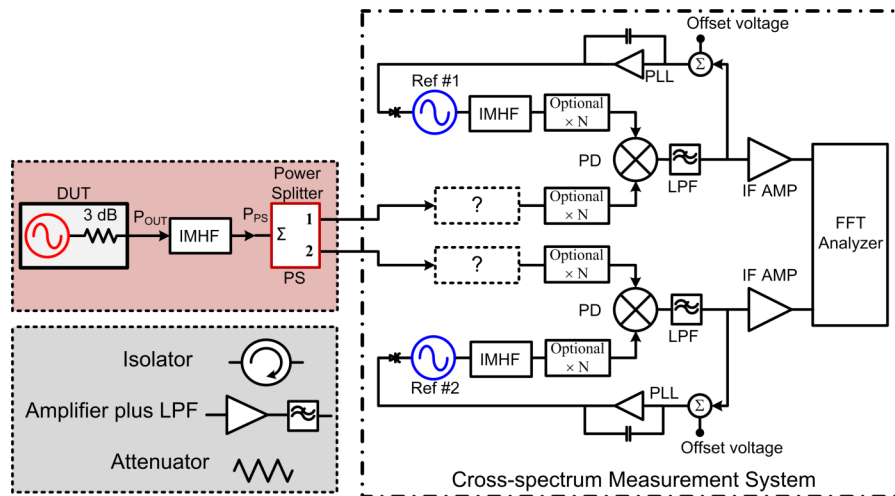 Offset voltage
PLL
Σ
Ref #1
IMHF
Optional
× N
PD
LPF
IF AMP
FFT
Analyzer
DUT
3 dB
P_OUT
IMHF
P_PS
Power
Splitter
Σ
1
2
PS
?
Optional
× N
?
Optional
× N
PD
LPF
IF AMP
Ref #2
IMHF
Optional
× N
PLL
Σ
Offset voltage
Isolator
Amplifier plus LPF
Attenuator
Cross-spectrum Measurement System